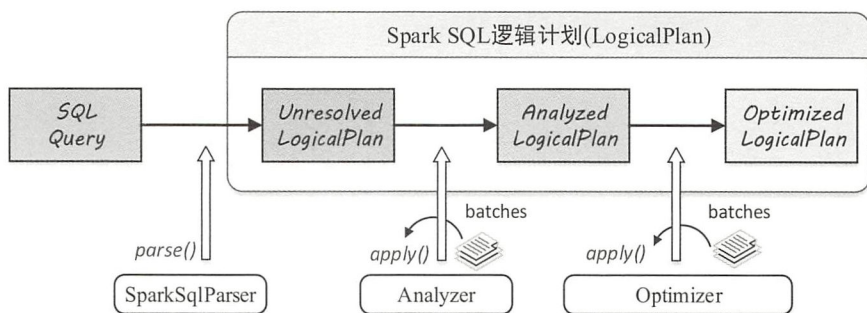 Spark SQL逻辑计划(LogicalPlan)
SQL
Query
Unresolved
LogicalPlan
Analyzed
LogicalPlan
Optimized
LogicalPlan
parse()
batches
apply()
batches
apply()
SparkSqlParser
Analyzer
Optimizer